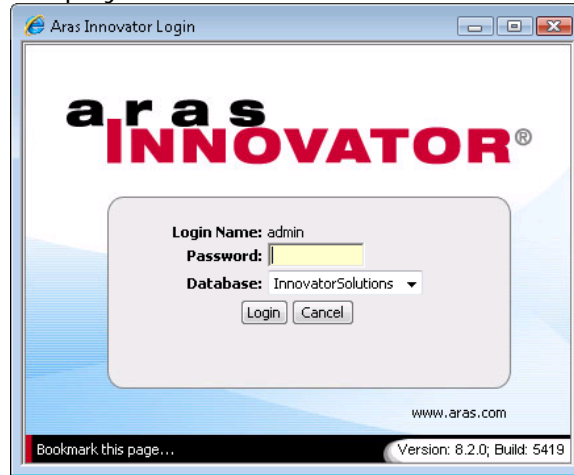 Aras Innovator Login
aras
INNOVATOR®
Login Name: admin
Password:
Database: InnovatorSolutions
Login Cancel
www.aras.com
Bookmark this page... Version: 8.2.0; Build: 5419